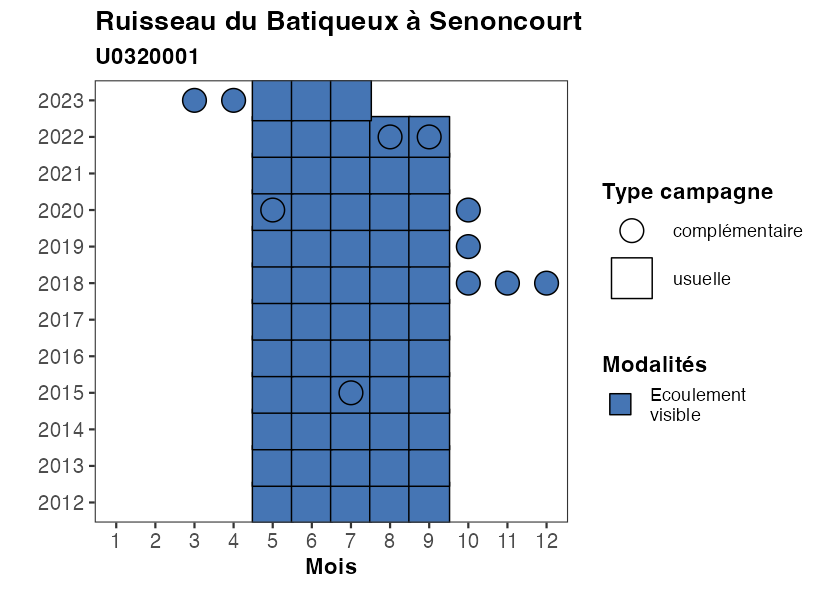 Ruisseau du Batiqueux à Senoncourt
U0320001
2023
2022
2021
2020
2019
2018
2017
2016
2015
2014
2013
2012
1 2 3 4 5 6 7 8 9 10 11 12
Mois
Type campagne
complémentaire
usuelle
Modalités
Ecoulement
visible